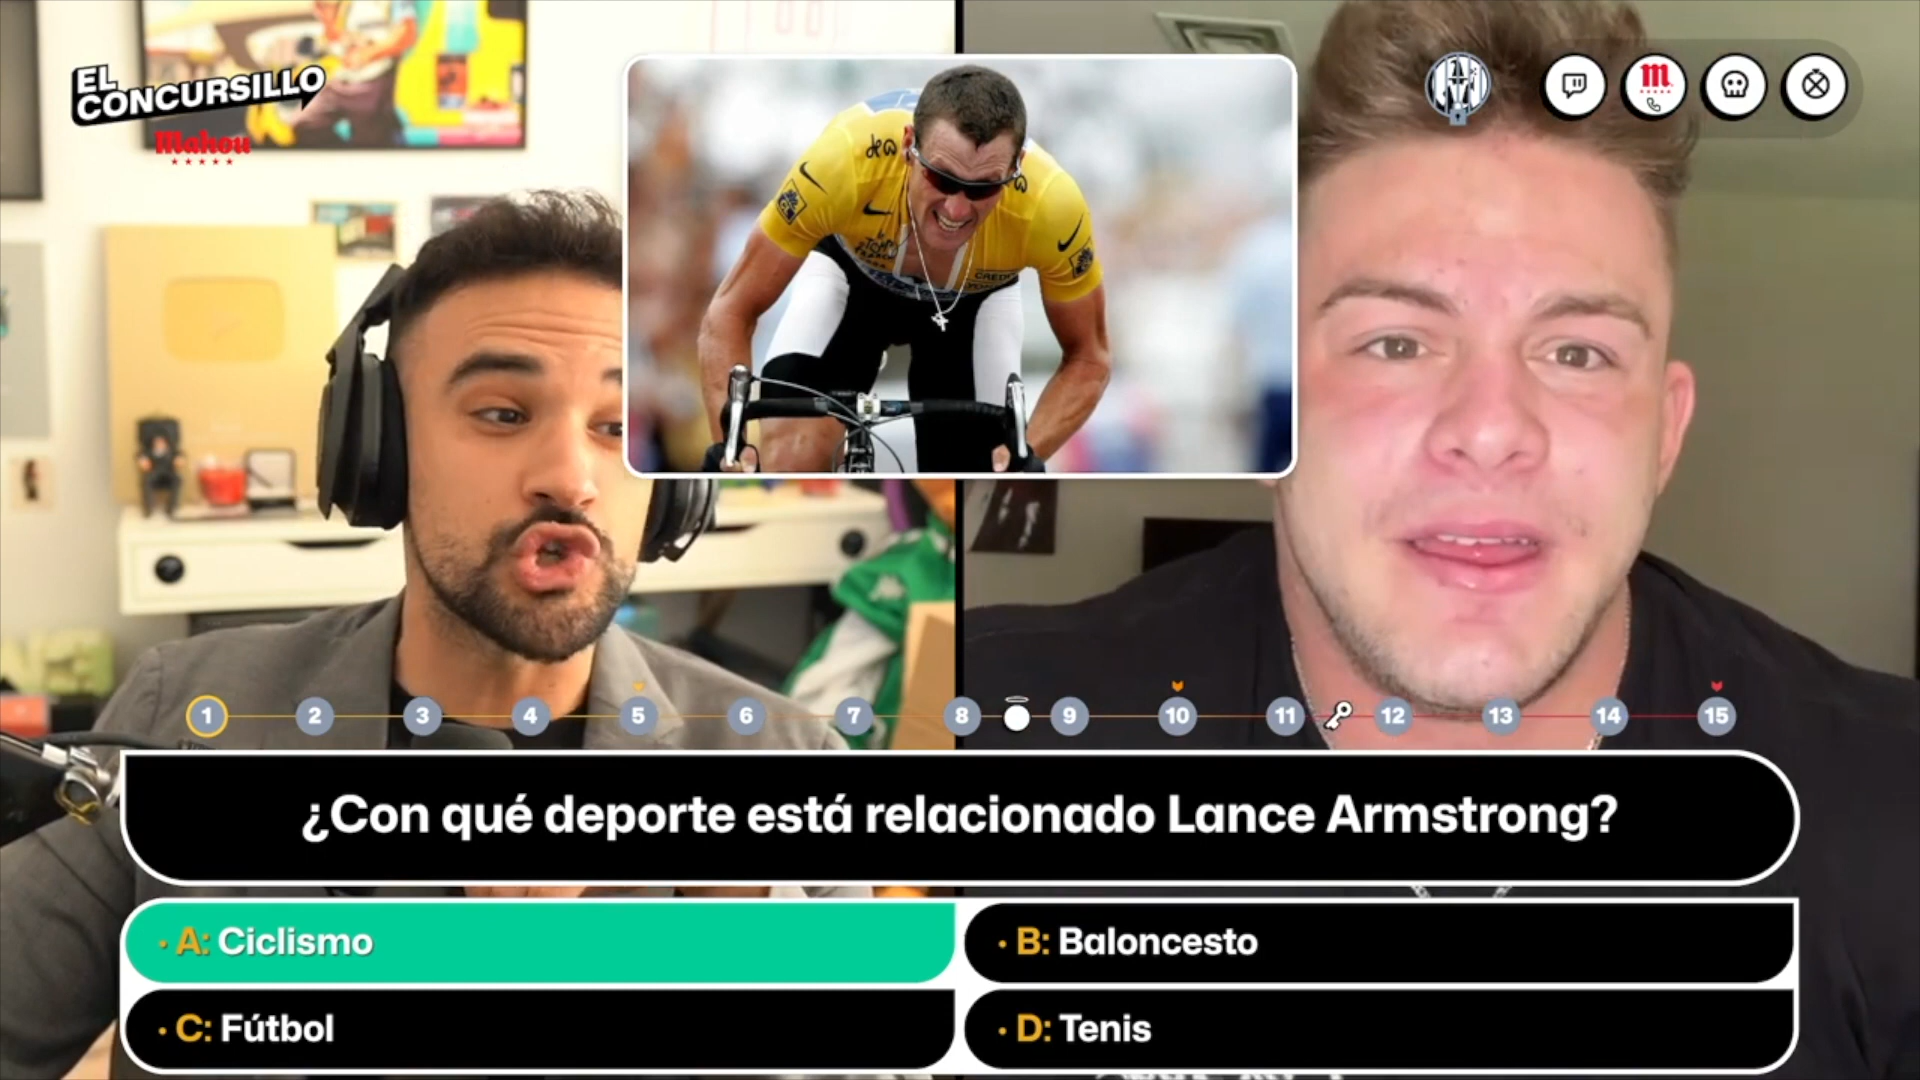 EL
CONCURSILLO
Mahou
1 2 3 4 5 6 7 8 9 10 11 12 13 14 15
¿Con qué deporte está relacionado Lance Armstrong?
· A: Ciclismo
· B: Baloncesto
· C: Fútbol
· D: Tenis